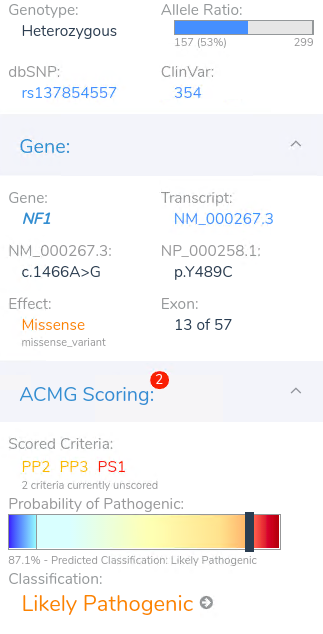 Genotype: Allele Ratio:
Heterozygous
157 (53%) 299
dbSNP: ClinVar:
rs137854557 354
Gene:
Gene: Transcript:
NF1 NM_000267.3
NM_000267.3: NP_000258.1:
c.1466A>G p.Y489C
Effect: Exon:
Missense 13 of 57
missense_variant
ACMG Scoring: 2
Scored Criteria:
PP2 PP3 PS1
2 criteria currently unscored
Probability of Pathogenic:
87.1% - Predicted Classification: Likely Pathogenic
Classification:
Likely Pathogenic